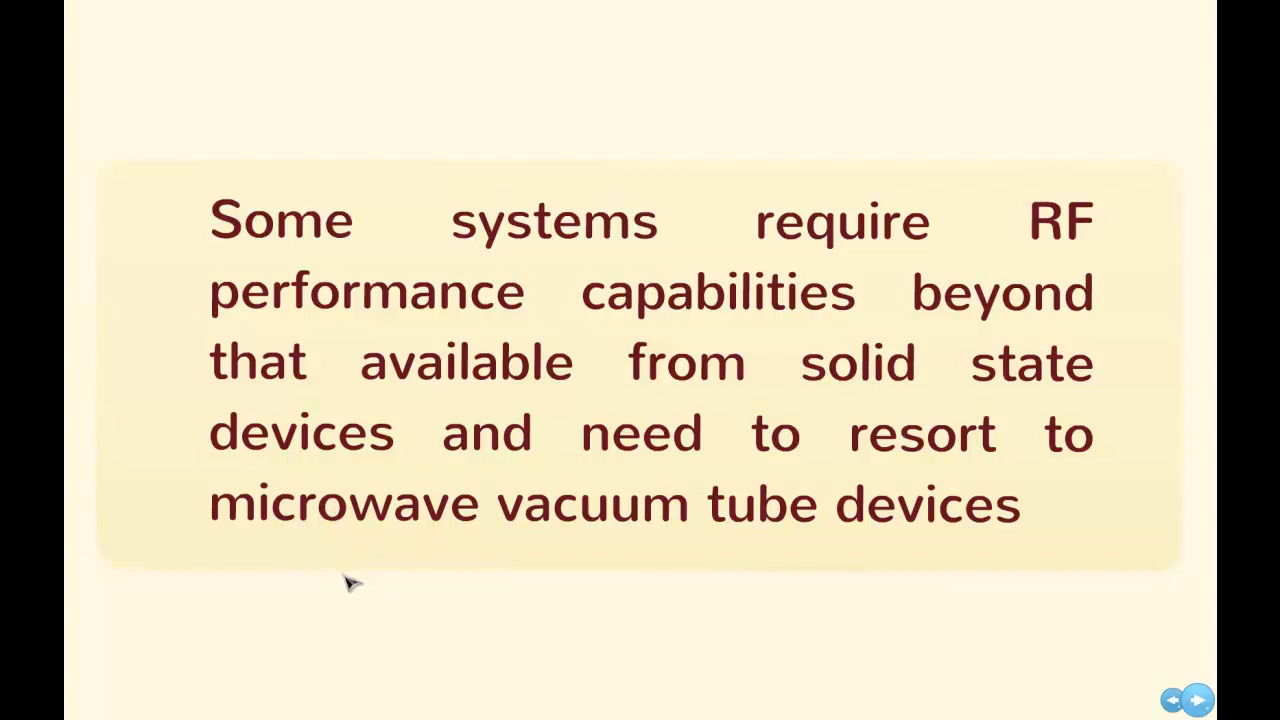 Some systems require RF
performance capabilities beyond
that available from solid state
devices and need to resort to
microwave vacuum tube devices